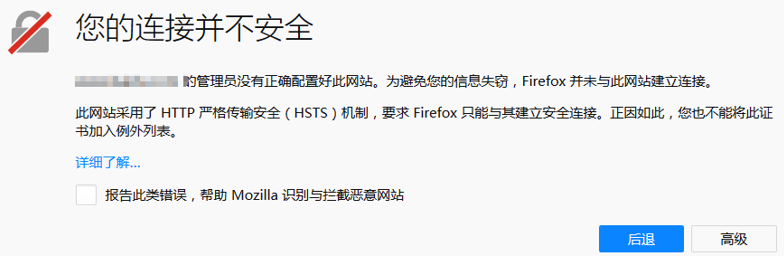 您的连接并不安全
的管理员没有正确配置好此网站。为避免您的信息失窃，Firefox 并未与此网站建立连接。
此网站采用了 HTTP 严格传输安全（HSTS）机制，要求 Firefox 只能与其建立安全连接。正因如此，您也不能将此证
书加入例外列表。
详细了解...
报告此类错误，帮助 Mozilla 识别与拦截恶意网站
后退 高级